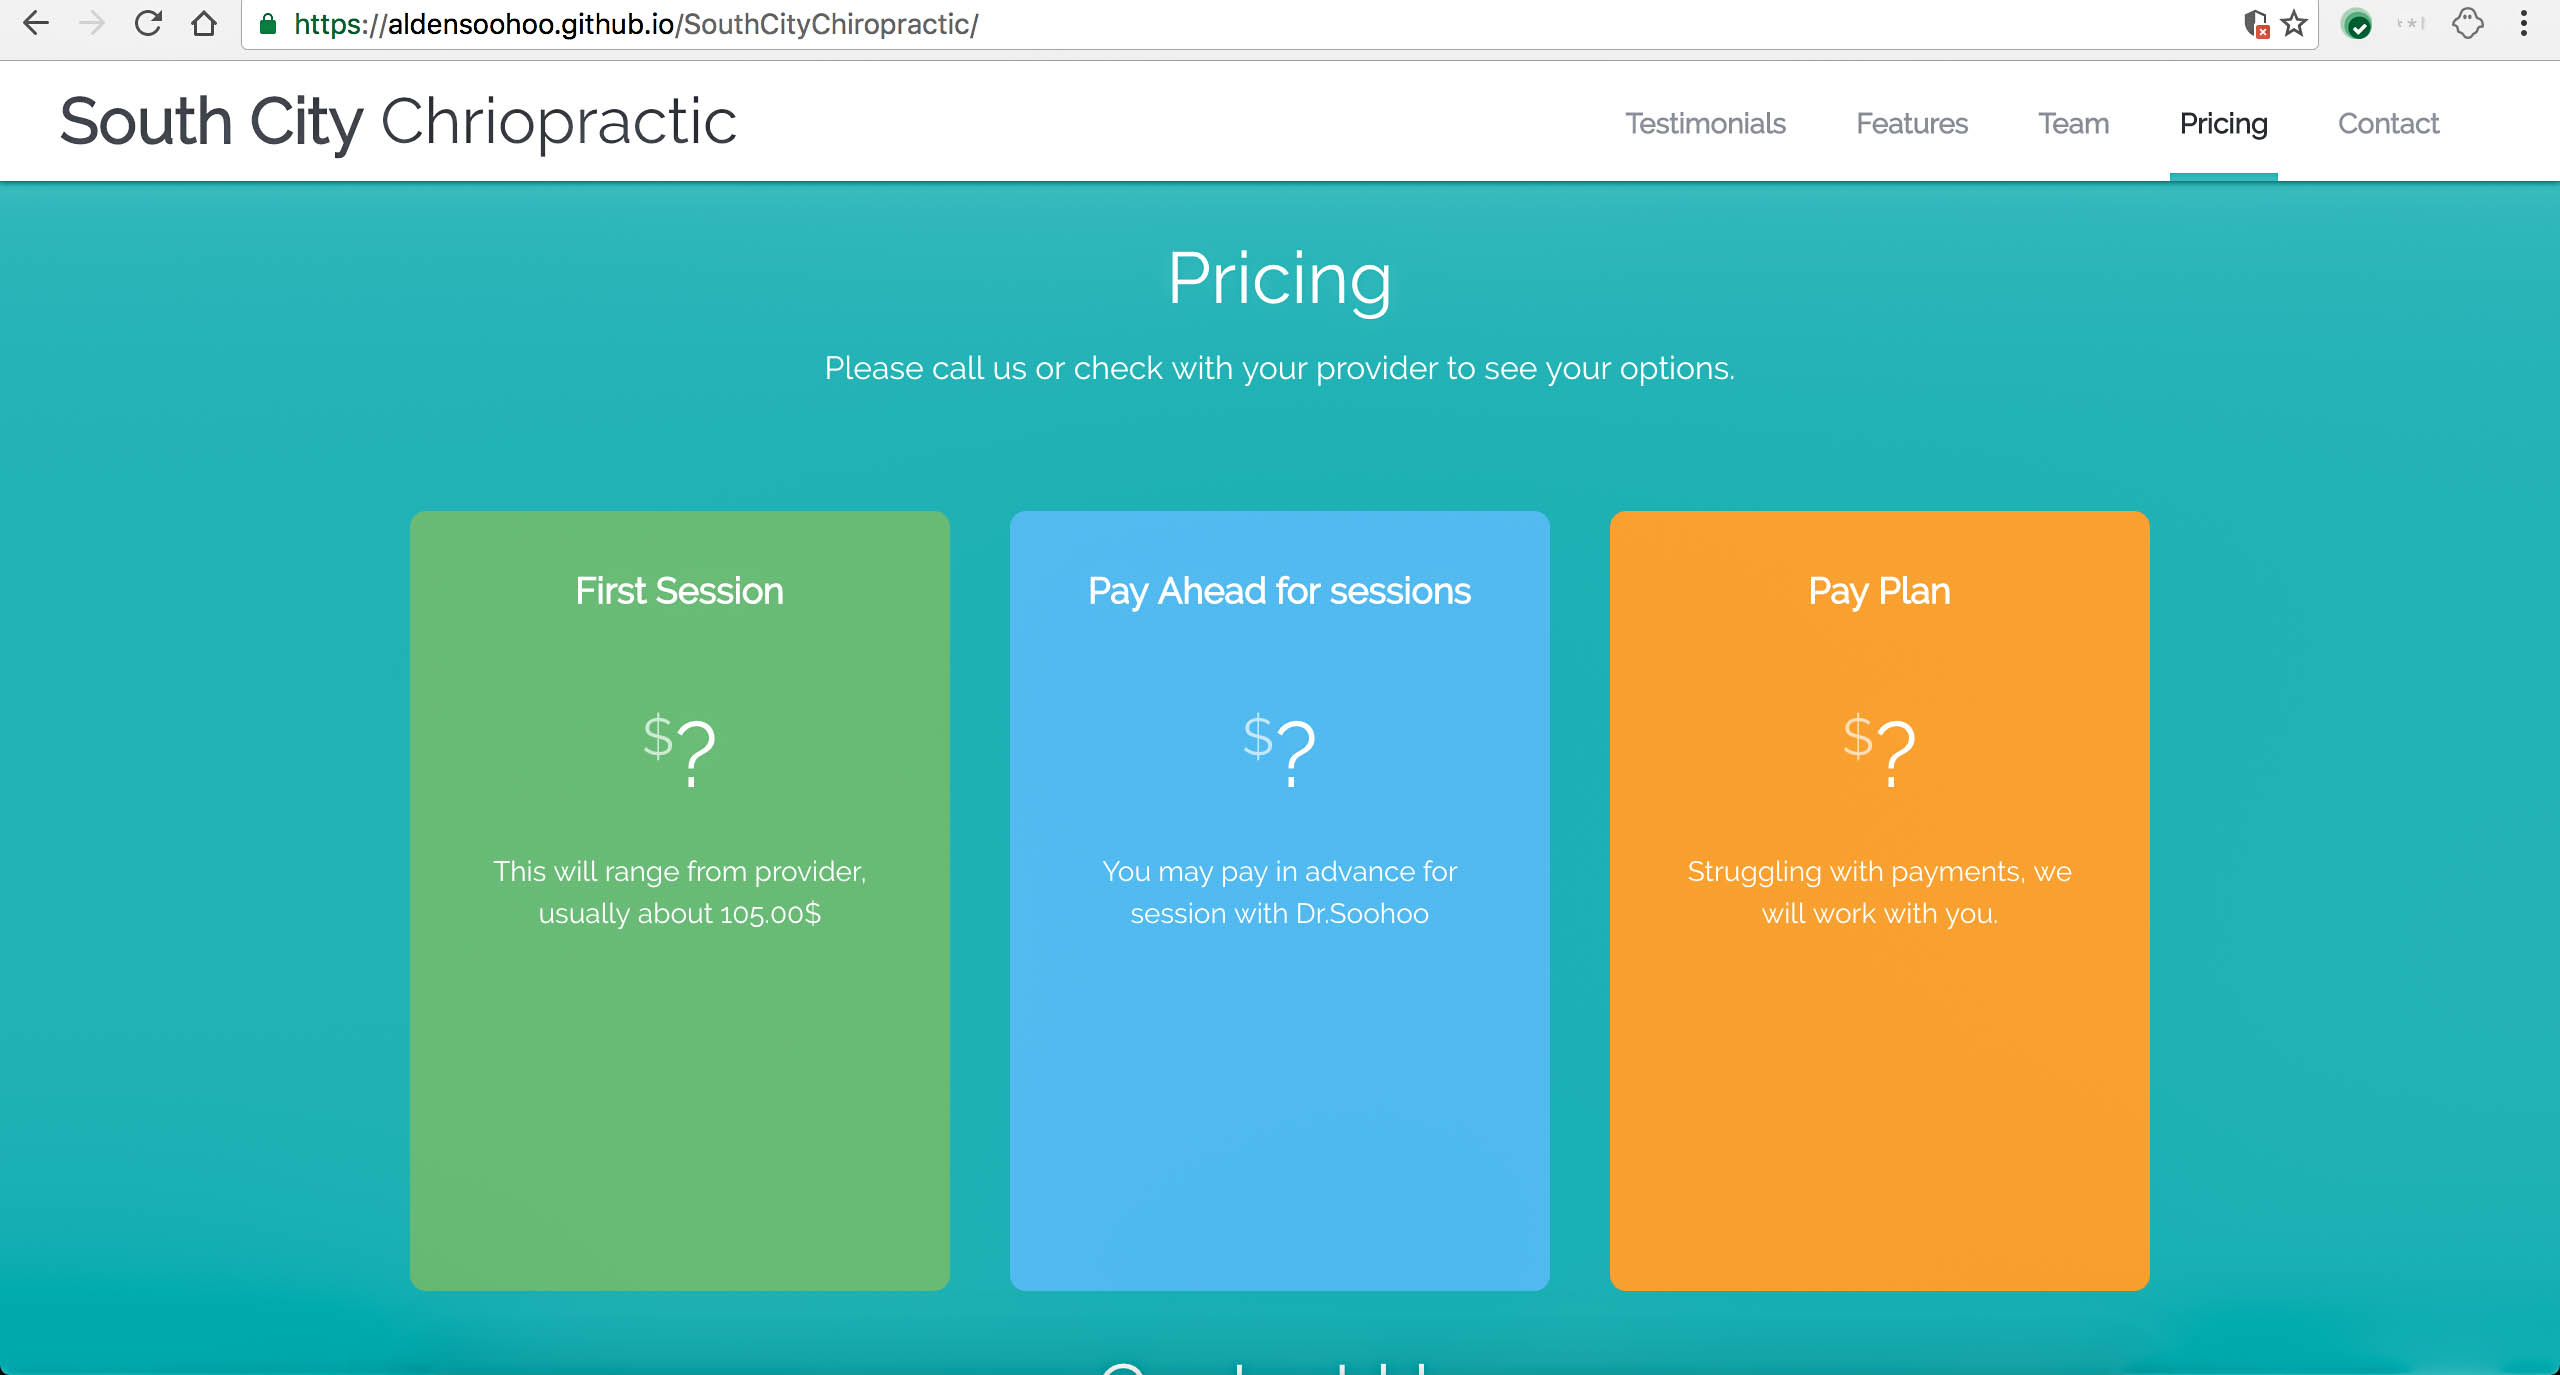 https://aldensoohoo.github.io/SouthCityChiropractic/
South City Chriopractic
Testimonials Features Team Pricing Contact
Pricing
Please call us or check with your provider to see your options.
First Session
$?
This will range from provider,
usually about 105.00$
Pay Ahead for sessions
$?
You may pay in advance for
session with Dr.Soohoo
Pay Plan
$?
Struggling with payments, we
will work with you.